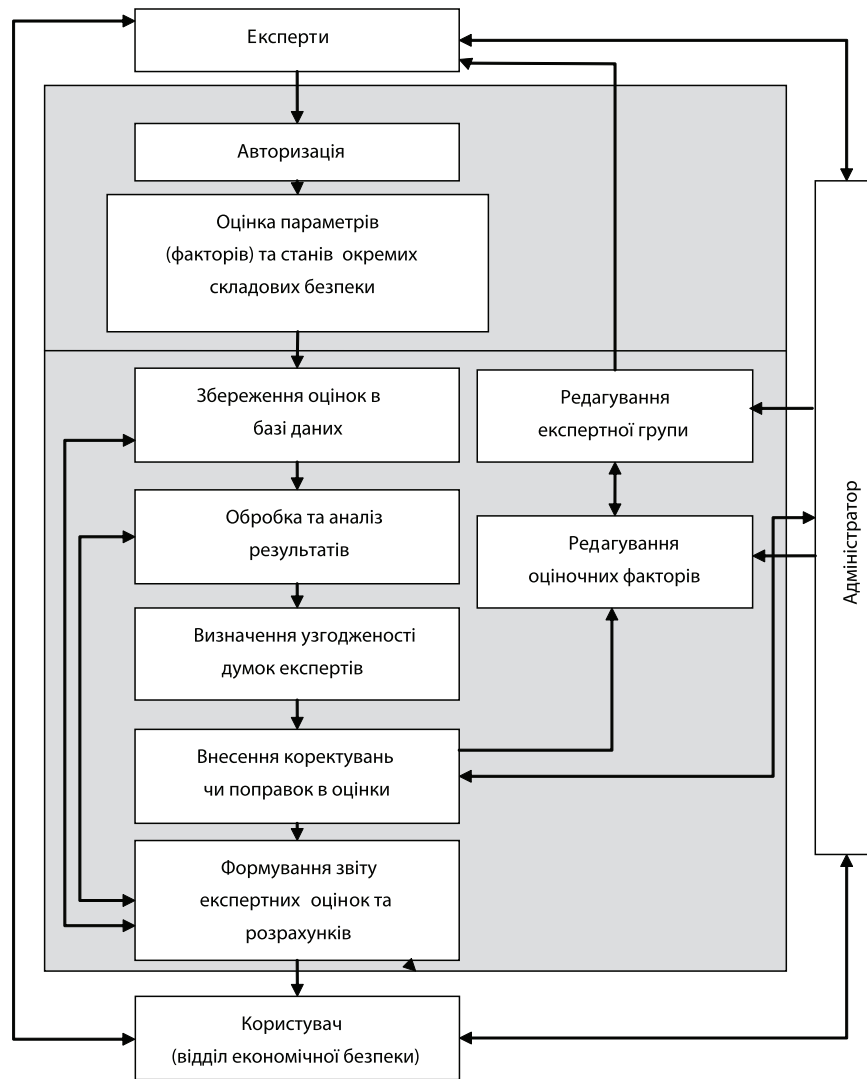 Експерти
Авторизація
Оцінка параметрів
(факторів) та станів окремих
складових безпеки
Збереження оцінок в
базі даних
Редагування
експертної групи
Обробка та аналіз
результатів
Редагування
оціночних факторів
Адміністратор
Визначення узгодженості
думок експертів
Внесення коректувань
чи поправок в оцінки
Формування звіту
експертних оцінок та
розрахунків
Користувач
(відділ економічної безпеки)